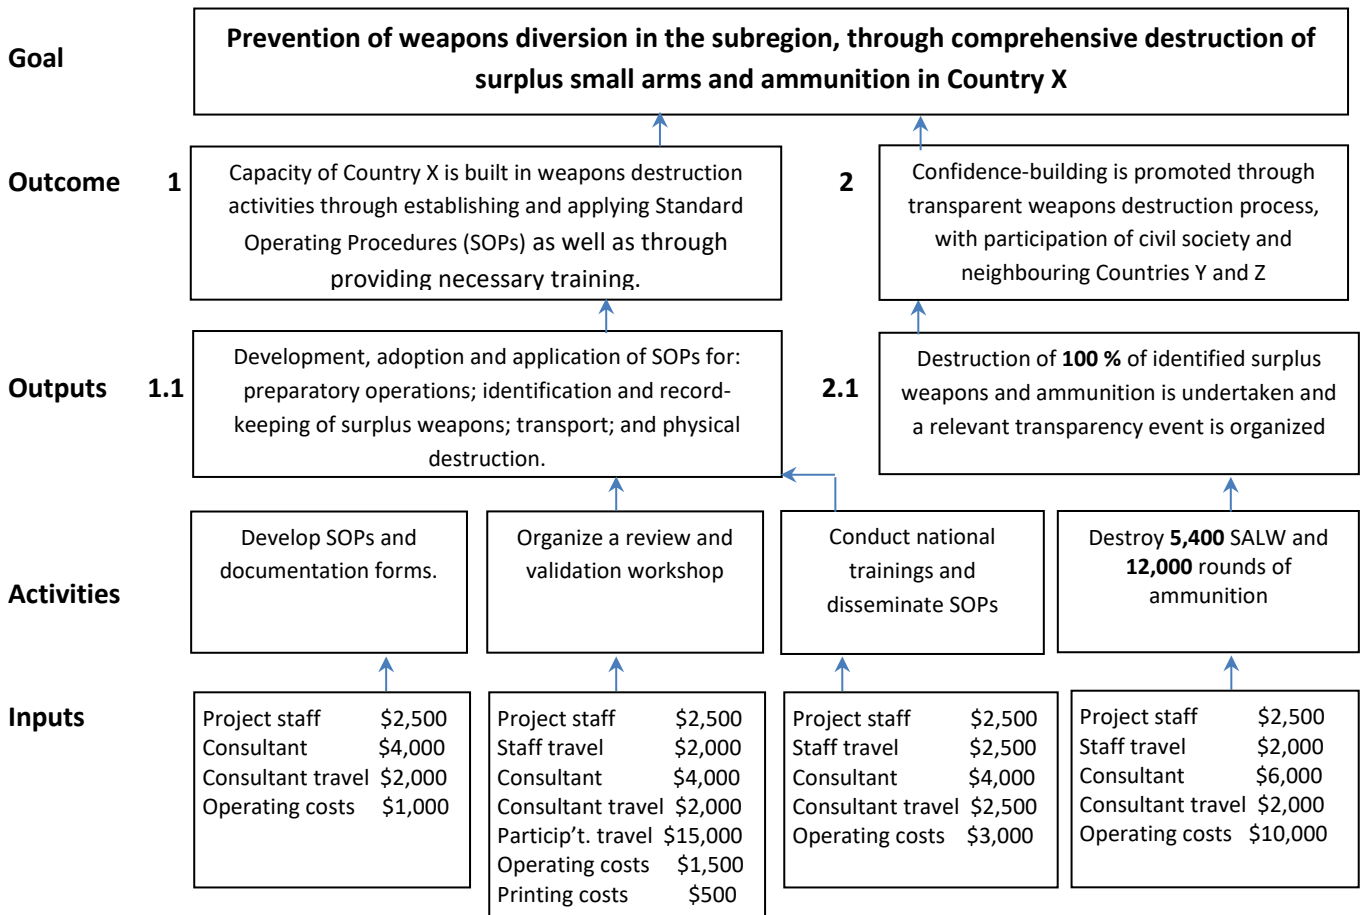 Goal
Prevention of weapons diversion in the subregion, through comprehensive destruction of
surplus small arms and ammunition in Country X
Outcome
1
Capacity of Country X is built in weapons destruction
activities through establishing and applying Standard
Operating Procedures (SOPs) as well as through
providing necessary training.
2
Confidence-building is promoted through
transparent weapons destruction process,
with participation of civil society and
neighbouring Countries Y and Z
Outputs
1.1
Development, adoption and application of SOPs for:
preparatory operations; identification and record-
keeping of surplus weapons; transport; and physical
destruction.
2.1
Destruction of 100 % of identified surplus
weapons and ammunition is undertaken and
a relevant transparency event is organized
Activities
Develop SOPs and
documentation forms.
Organize a review and
validation workshop
Conduct national
trainings and
disseminate SOPs
Destroy 5,400 SALW and
12,000 rounds of
ammunition
Inputs
Project staff $2,500
Consultant $4,000
Consultant travel $2,000
Operating costs $1,000
Project staff $2,500
Staff travel $2,000
Consultant $4,000
Consultant travel $2,000
Particip't. travel $15,000
Operating costs $1,500
Printing costs $500
Project staff $2,500
Staff travel $2,500
Consultant $4,000
Consultant travel $2,500
Operating costs $3,000
Project staff $2,500
Staff travel $2,000
Consultant $6,000
Consultant travel $2,000
Operating costs $10,000